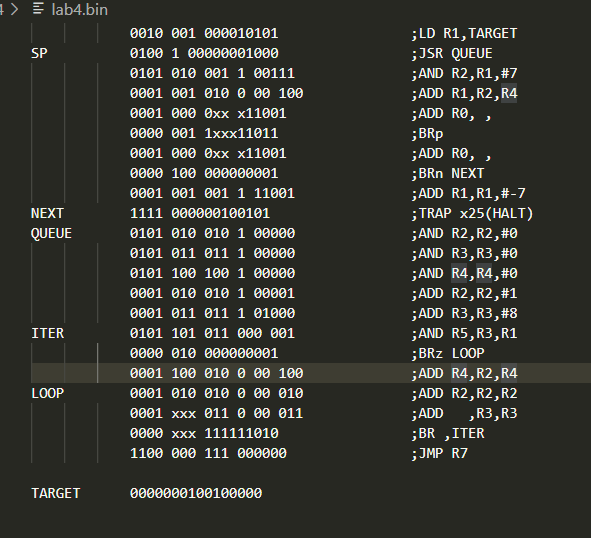 4 > lab4.bin
0010 001 000010101 ;LD R1,TARGET
SP 0100 1 00000001000 ;JSR QUEUE
0101 010 001 1 00111 ;AND R2,R1,#7
0001 001 010 0 00 100 ;ADD R1,R2,R4
0001 000 0xx x11001 ;ADD R0, ,
0000 001 1xxx11011 ;BRp
0001 000 0xx x11001 ;ADD R0, ,
0000 100 000000001 ;BRn NEXT
0001 001 001 1 11001 ;ADD R1,R1,#-7
NEXT 1111 000000100101 ;TRAP x25(HALT)
QUEUE 0101 010 010 1 00000 ;AND R2,R2,#0
0101 011 011 1 00000 ;AND R3,R3,#0
0101 100 100 1 00000 ;AND R4,R4,#0
0001 010 010 1 00001 ;ADD R2,R2,#1
0001 011 011 1 01000 ;ADD R3,R3,#8
ITER 0101 101 011 000 001 ;AND R5,R3,R1
0000 010 000000001 ;BRz LOOP
0001 100 010 0 00 100 ;ADD R4,R2,R4
LOOP 0001 010 010 0 00 010 ;ADD R2,R2,R2
0001 xxx 011 0 00 011 ;ADD ,R3,R3
0000 xxx 111111010 ;BR ,ITER
1100 000 111 000000 ;JMP R7
TARGET 0000000100100000